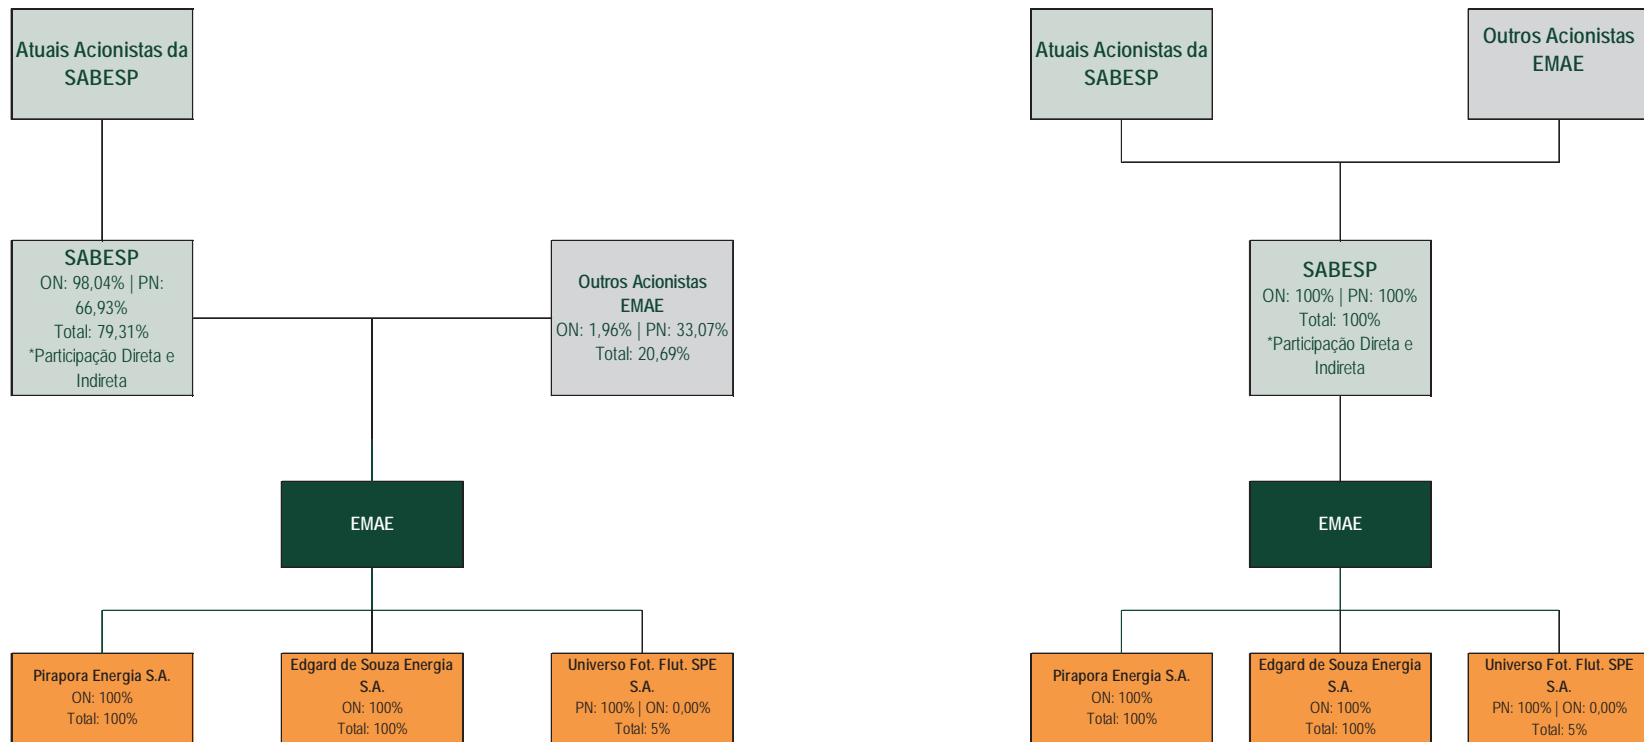 Atuais Acionistas da
SABESP
SABESP
ON: 98,04% | PN:
66,93%
Total: 79,31%
*Participação Direta e
Indireta
Outros Acionistas
EMAE
ON: 1,96% | PN: 33,07%
Total: 20,69%
EMAE
Pirapora Energia S.A.
ON: 100%
Total: 100%
Edgard de Souza Energia
S.A.
ON: 100%
Total: 100%
Universo Fot. Flut. SPE
S.A.
PN: 100% | ON: 0,00%
Total: 5%
Atuais Acionistas da
SABESP
Outros Acionistas
EMAE
SABESP
ON: 100% | PN: 100%
Total: 100%
*Participação Direta e
Indireta
EMAE
Pirapora Energia S.A.
ON: 100%
Total: 100%
Edgard de Souza Energia
S.A.
ON: 100%
Total: 100%
Universo Fot. Flut. SPE
S.A.
PN: 100% | ON: 0,00%
Total: 5%